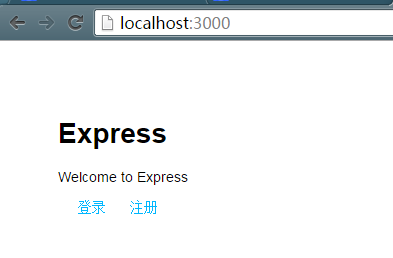 localhost:3000
Express
Welcome to Express
登录 注册